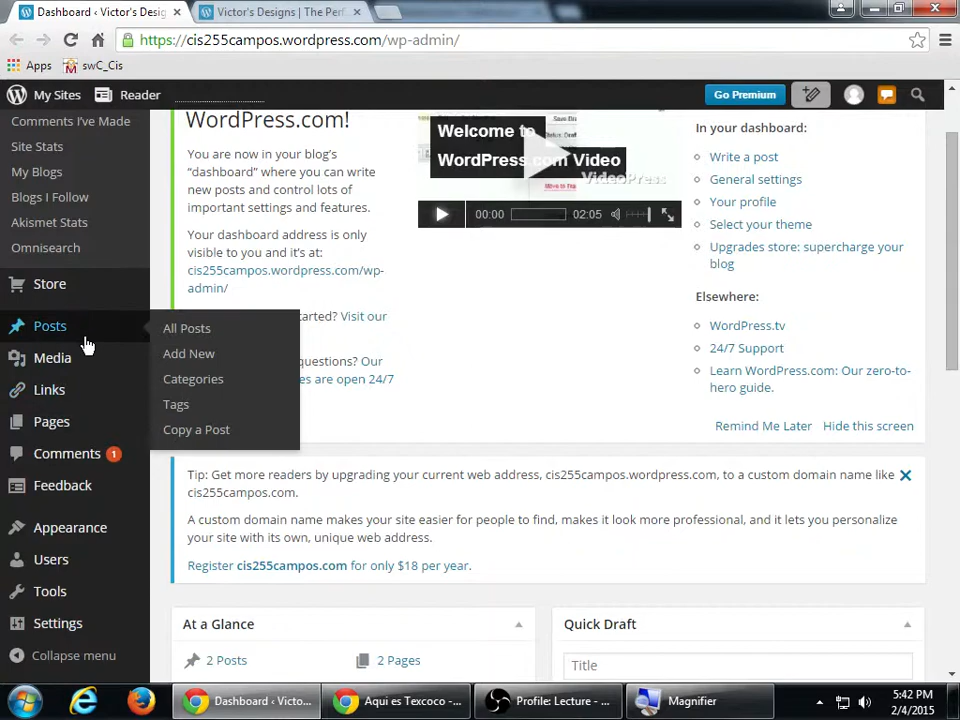 Dashboard ‹ Victor's Desig
Victor's Designs | The Perf
https://cis255campos.wordpress.com/wp-admin/
Apps
swC_Cis
My Sites
Reader
Go Premium
Comments I've Made
Site Stats
My Blogs
Blogs I Follow
Akismet Stats
Omnisearch
Store
Posts
Media
Links
Pages
Comments 1
Feedback
Appearance
Users
Tools
Settings
Collapse menu
All Posts
Add New
Categories
Tags
Copy a Post
WordPress.com!
You are now in your blog's
“dashboard” where you can write
new posts and control lots of
important settings and features.
Your dashboard address is only
visible to you and it's at:
cis255campos.wordpress.com/wp-
admin/
tarted? Visit our
questions? Our
es are open 24/7
Welcome to
WordPress.com Video
VideoPress
00:00
02:05
In your dashboard:
Write a post
General settings
Your profile
Select your theme
Upgrades store: supercharge your
blog
Elsewhere:
WordPress.tv
24/7 Support
Learn WordPress.com: Our zero-to-
hero guide.
Remind Me Later
Hide this screen
Tip: Get more readers by upgrading your current web address, cis255campos.wordpress.com, to a custom domain name like
cis255campos.com.
A custom domain name makes your site easier for people to find, makes it look more professional, and it lets you personalize
your site with its own, unique web address.
Register cis255campos.com for only $18 per year.
At a Glance
2 Posts
2 Pages
Quick Draft
Title
Dashboard ‹ Victo...
Aqui es Texcoco -...
Profile: Lecture - ...
Magnifier
5:42 PM
2/4/2015